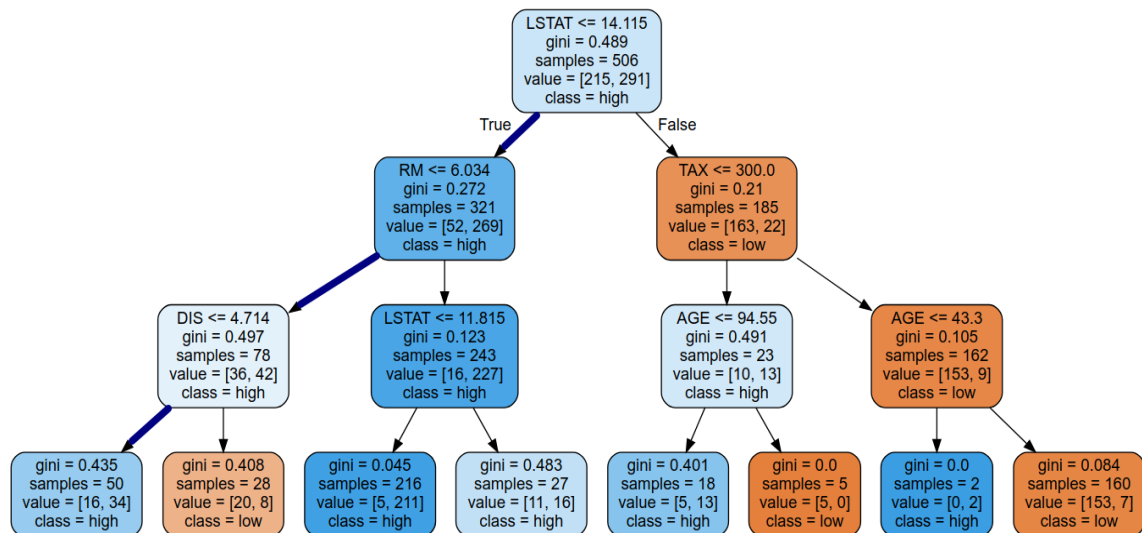 LSTAT <= 14.115
gini = 0.489
samples = 506
value = [215, 291]
class = high
True
False
RM <= 6.034
gini = 0.272
samples = 321
value = [52, 269]
class = high
TAX <= 300.0
gini = 0.21
samples = 185
value = [163, 22]
class = low
DIS <= 4.714
gini = 0.497
samples = 78
value = [36, 42]
class = high
LSTAT <= 11.815
gini = 0.123
samples = 243
value = [16, 227]
class = high
AGE <= 94.55
gini = 0.491
samples = 23
value = [10, 13]
class = high
AGE <= 43.3
gini = 0.105
samples = 162
value = [153, 9]
class = low
gini = 0.435
samples = 50
value = [16, 34]
class = high
gini = 0.408
samples = 28
value = [20, 8]
class = low
gini = 0.045
samples = 216
value = [5, 211]
class = high
gini = 0.483
samples = 27
value = [11, 16]
class = high
gini = 0.401
samples = 18
value = [5, 13]
class = high
gini = 0.0
samples = 5
value = [5, 0]
class = low
gini = 0.0
samples = 2
value = [0, 2]
class = high
gini = 0.084
samples = 160
value = [153, 7]
class = low